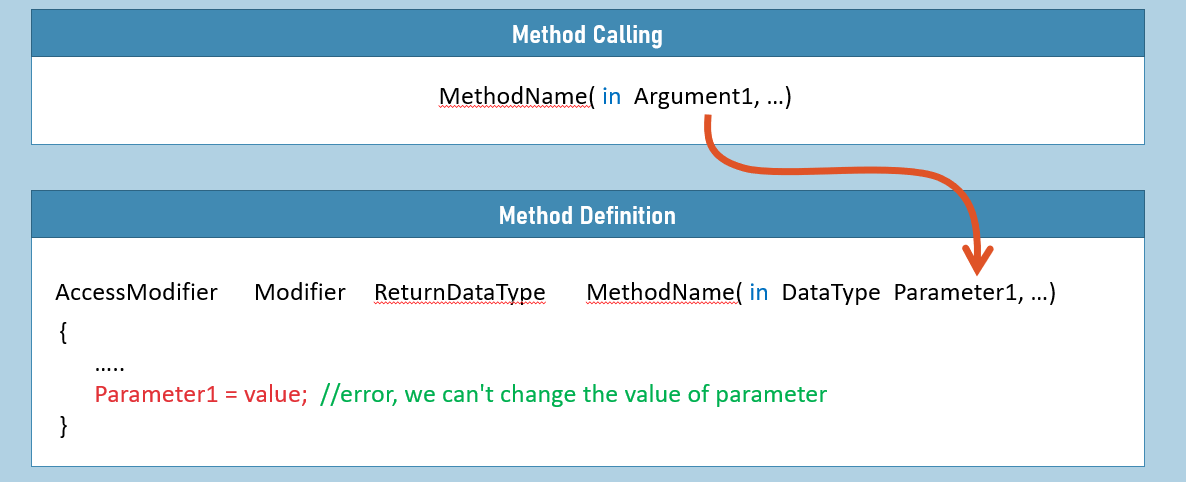 Method Calling
MethodName( in Argument1, …)
Method Definition
AccessModifier Modifier ReturnDataType MethodName( in DataType Parameter1, …)
{
…..
Parameter1 = value; //error, we can't change the value of parameter
}